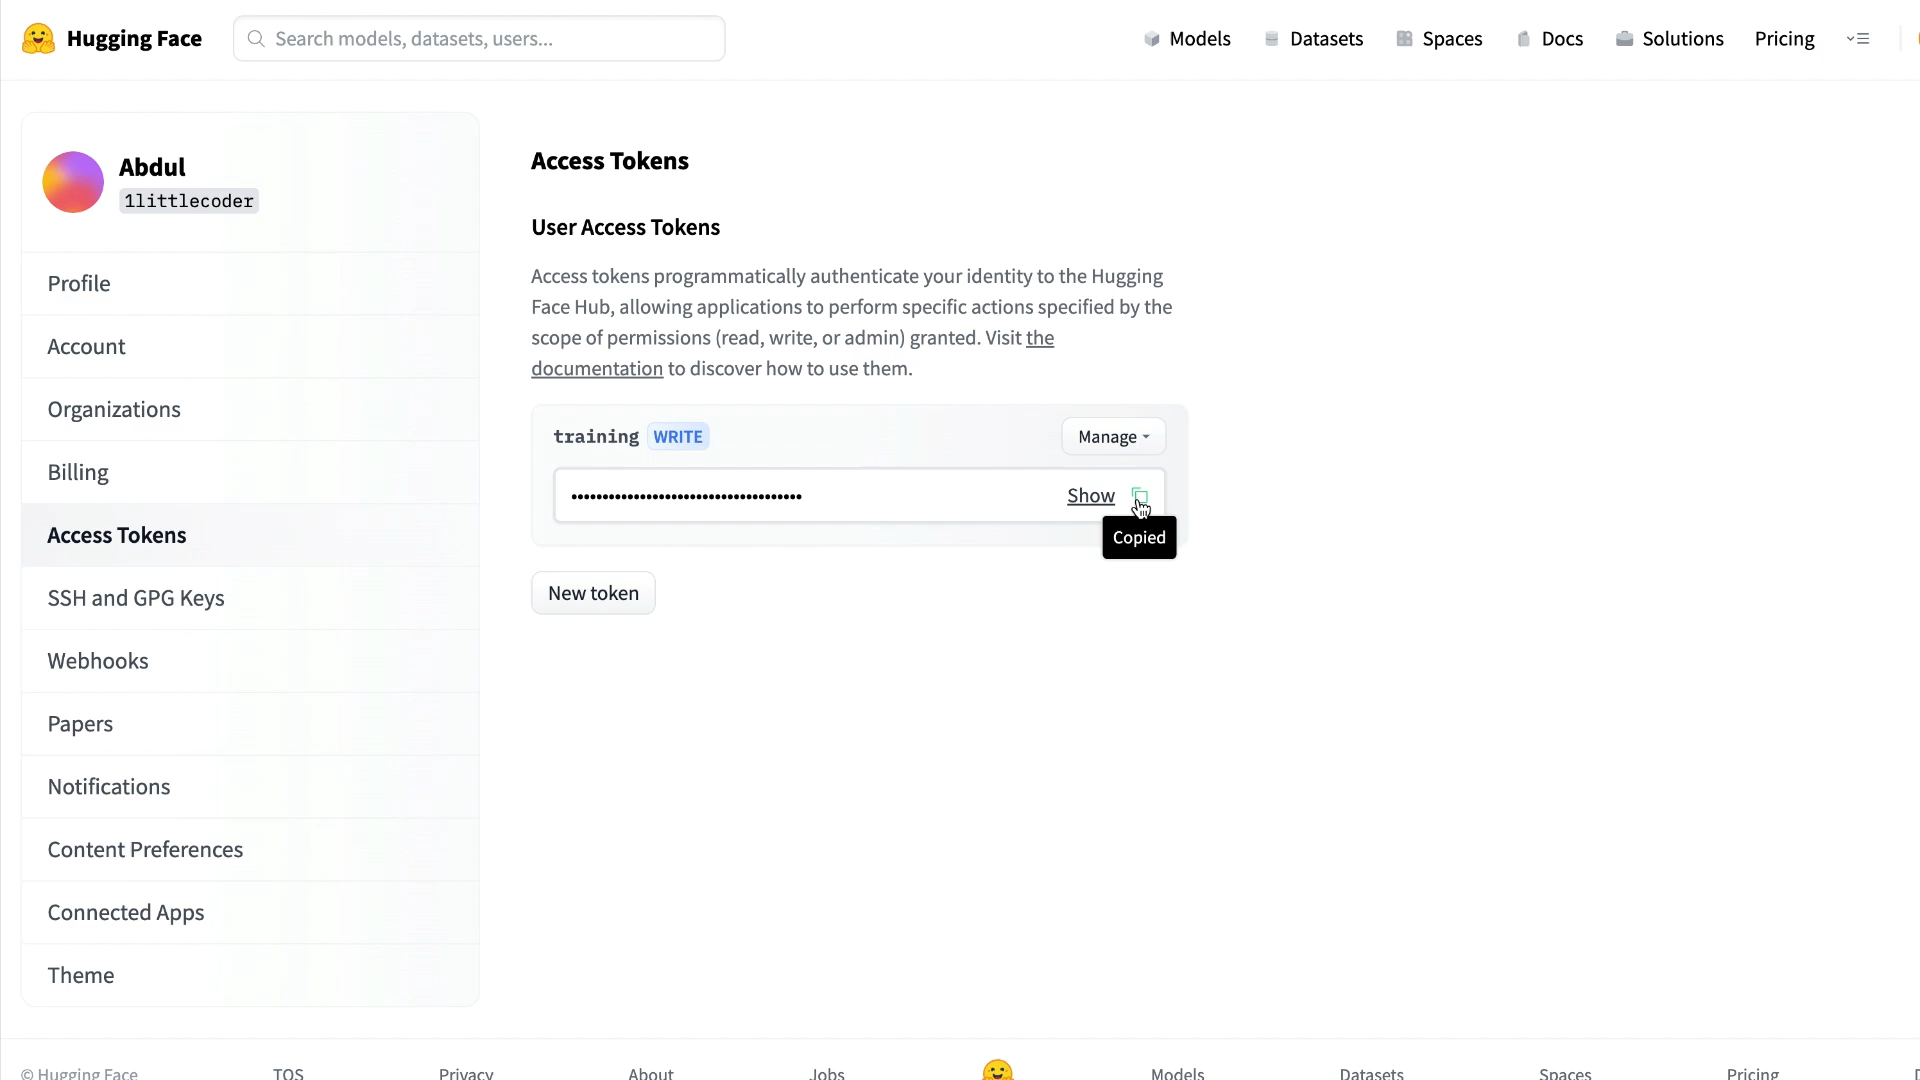 Hugging Face
Search models, datasets, users...
Models
Datasets
Spaces
Docs
Solutions
Pricing
Abdul
1littlecoder
Profile
Account
Organizations
Billing
Access Tokens
SSH and GPG Keys
Webhooks
Papers
Notifications
Content Preferences
Connected Apps
Theme
Access Tokens
User Access Tokens
Access tokens programmatically authenticate your identity to the Hugging
Face Hub, allowing applications to perform specific actions specified by the
scope of permissions (read, write, or admin) granted. Visit the
documentation to discover how to use them.
training WRITE
Manage
••••••••••••••••••••••••••••••••••••• Show
Copied
New token
© Hugging Face
TOS
Privacy
About
Jobs
Models
Datasets
Spaces
Pricing